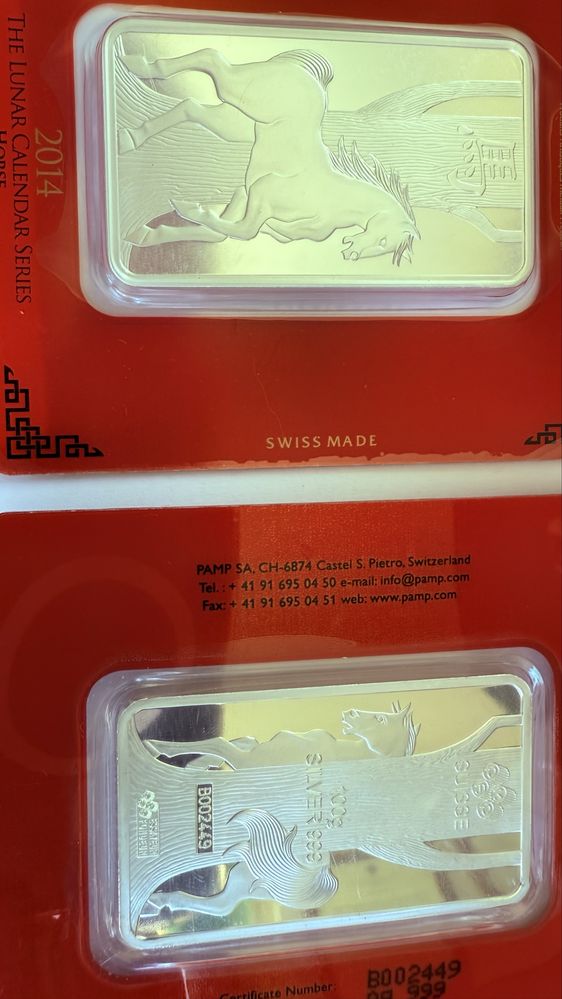 2014
THE LUNAR CALENDAR SERIES
HORSE
SWISS MADE
PAMP SA, CH-6874 Castel S. Pietro, Switzerland
Tel. : + 41 91 695 04 50 e-mail: info@pamp.com
Fax: + 41 91 695 04 51 web: www.pamp.com
SUISSE
100g
SILVER 999
B002449
Certificate Number:
B002449
999